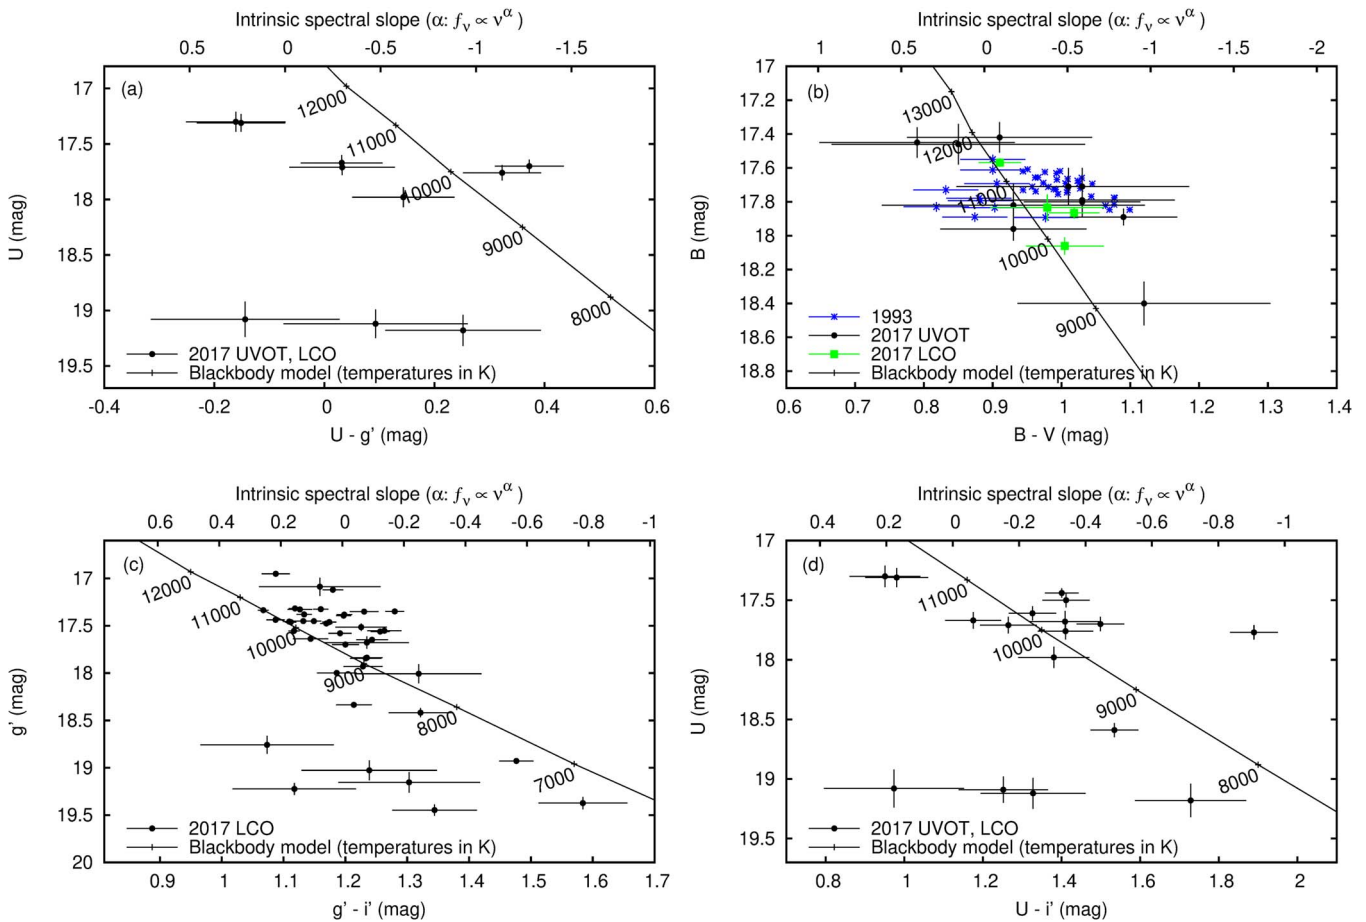 Intrinsic spectral slope (α: fν ∝ ν^α)
0.5 0 -0.5 -1 -1.5
(a)
17
17.5
18
18.5
19
19.5
U (mag)
12000
11000
10000
9000
8000
2017 UVOT, LCO
Blackbody model (temperatures in K)
-0.4 -0.2 0 0.2 0.4 0.6
U - g' (mag)
Intrinsic spectral slope (α: fν ∝ ν^α)
1 0.5 0 -0.5 -1 -1.5 -2
(b)
17
17.2
17.4
17.6
17.8
18
18.2
18.4
18.6
18.8
B (mag)
13000
12000
11000
10000
9000
1993
2017 UVOT
2017 LCO
Blackbody model (temperatures in K)
0.6 0.7 0.8 0.9 1 1.1 1.2 1.3 1.4
B - V (mag)
Intrinsic spectral slope (α: fν ∝ ν^α)
0.6 0.4 0.2 0 -0.2 -0.4 -0.6 -0.8 -1
(c)
17
17.5
18
18.5
19
19.5
20
g' (mag)
12000
11000
10000
9000
8000
7000
2017 LCO
Blackbody model (temperatures in K)
0.9 1 1.1 1.2 1.3 1.4 1.5 1.6 1.7
g' - i' (mag)
Intrinsic spectral slope (α: fν ∝ ν^α)
0.4 0.2 0 -0.2 -0.4 -0.6 -0.8 -1
(d)
17
17.5
18
18.5
19
19.5
U (mag)
11000
10000
9000
8000
2017 UVOT, LCO
Blackbody model (temperatures in K)
0.8 1 1.2 1.4 1.6 1.8 2
U - i' (mag)